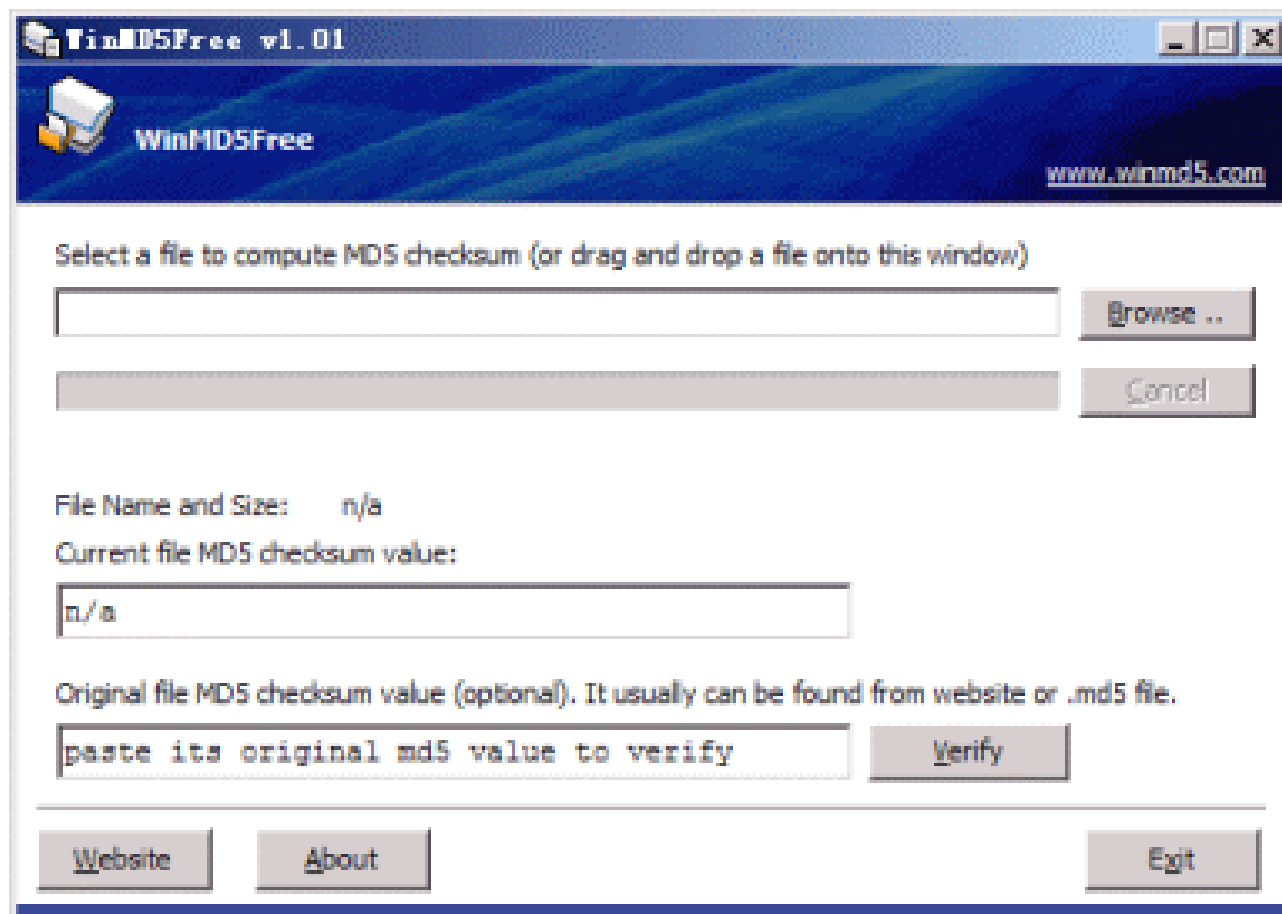 WinMD5Free v1.01
WinMD5Free
www.winmd5.com
Select a file to compute MD5 checksum (or drag and drop a file onto this window)
Browse ..
Cancel
File Name and Size: n/a
Current file MD5 checksum value:
n/a
Original file MD5 checksum value (optional). It usually can be found from website or .md5 file.
paste its original md5 value to verify Verify
Website About Exit